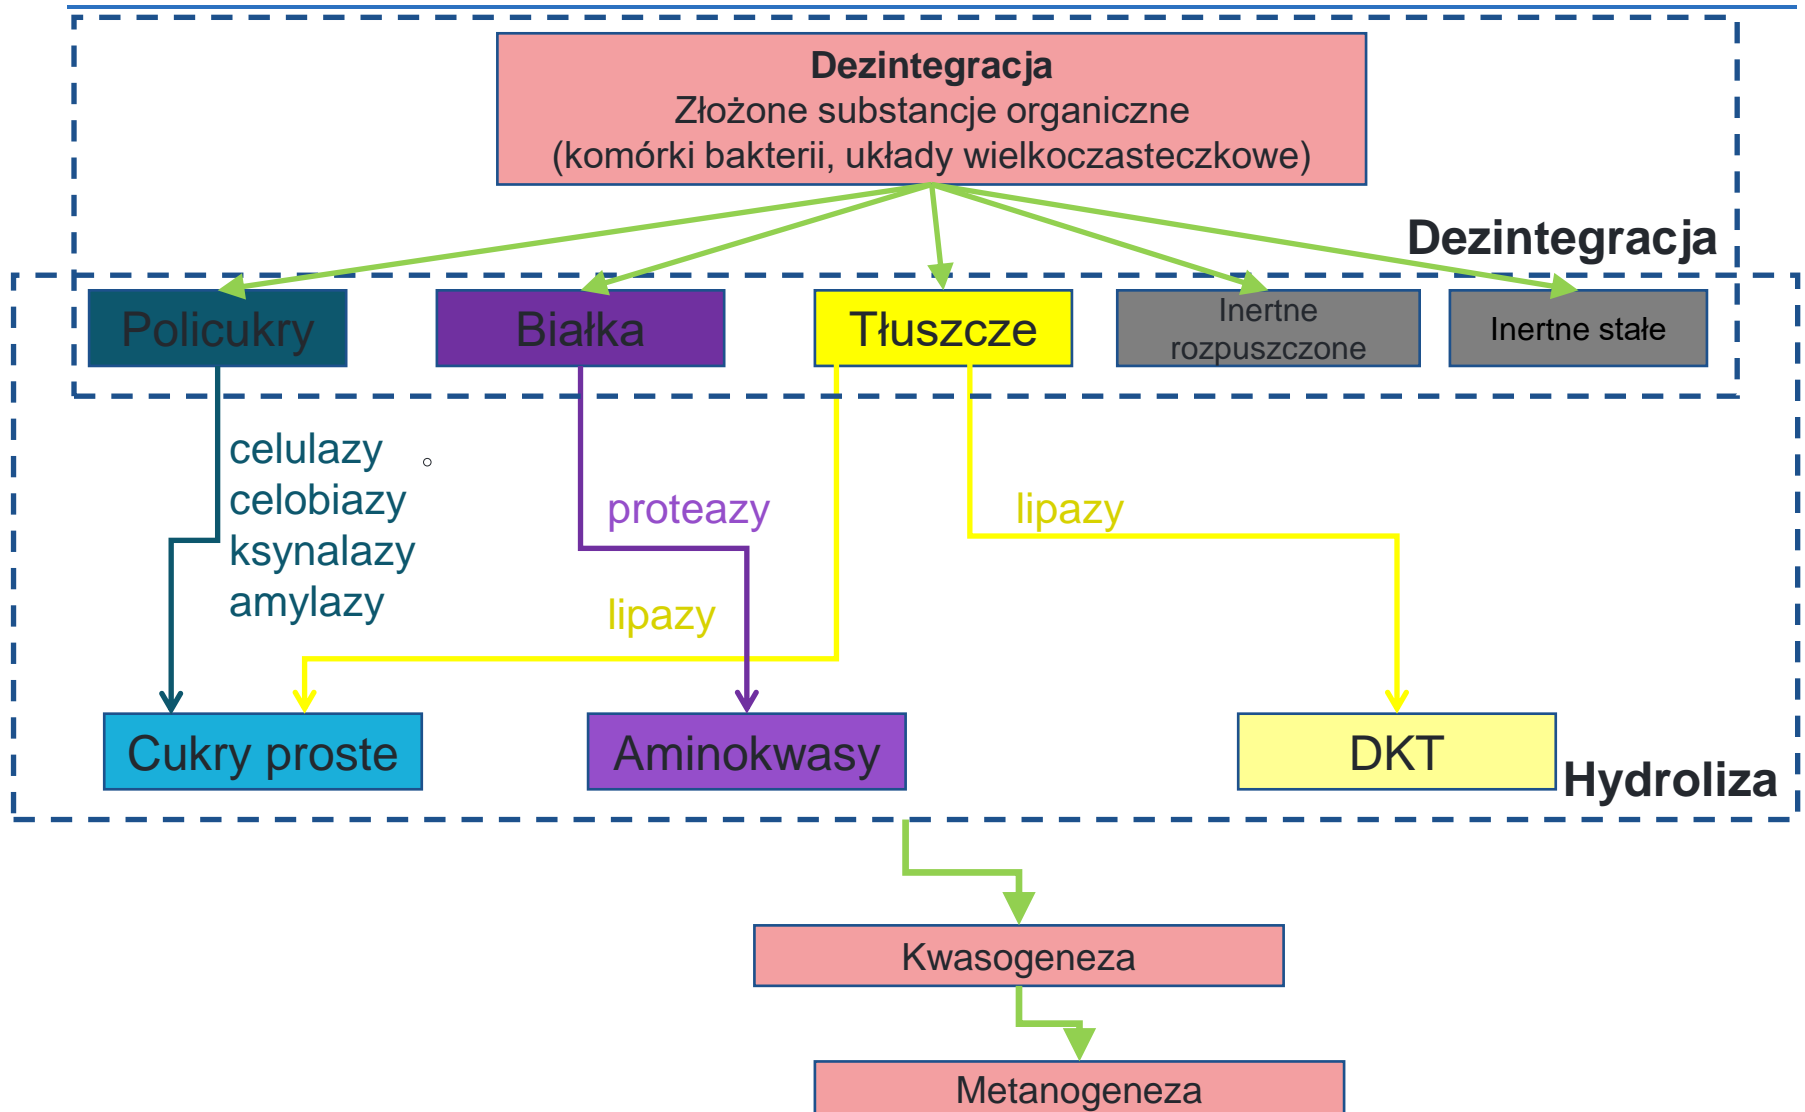 Dezintegracja
Złożone substancje organiczne
(komórki bakterii, układy wielkoczasteczkowe)
Dezintegracja
Policukry
Białka
Tłuszcze
Inertne
rozpuszczone
Inertne stałe
celulazy
celobiazy
ksynalazy
amylazy
proteazy
lipazy
lipazy
Cukry proste
Aminokwasy
DKT
Hydroliza
Kwasogeneza
Metanogeneza